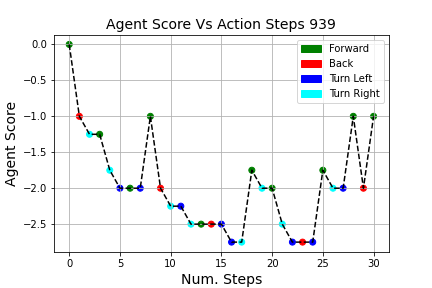 Agent Score Vs Action Steps 939
Agent Score
0.0
−0.5
−1.0
−1.5
−2.0
−2.5
Forward
Back
Turn Left
Turn Right
0 5 10 15 20 25 30
Num. Steps